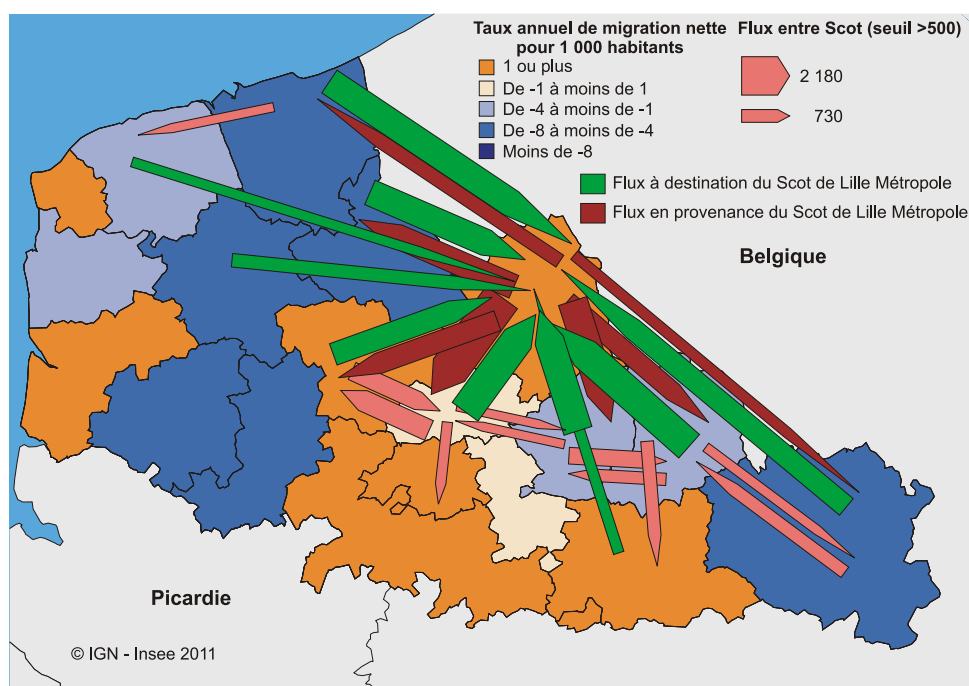 Taux annuel de migration nette
pour 1 000 habitants
1 ou plus
De -1 à moins de 1
De -4 à moins de -1
De -8 à moins de -4
Moins de -8
Flux entre Scot (seuil >500)
2 180
730
Flux à destination du Scot de Lille Métropole
Flux en provenance du Scot de Lille Métropole
Belgique
Picardie
© IGN - Insee 2011